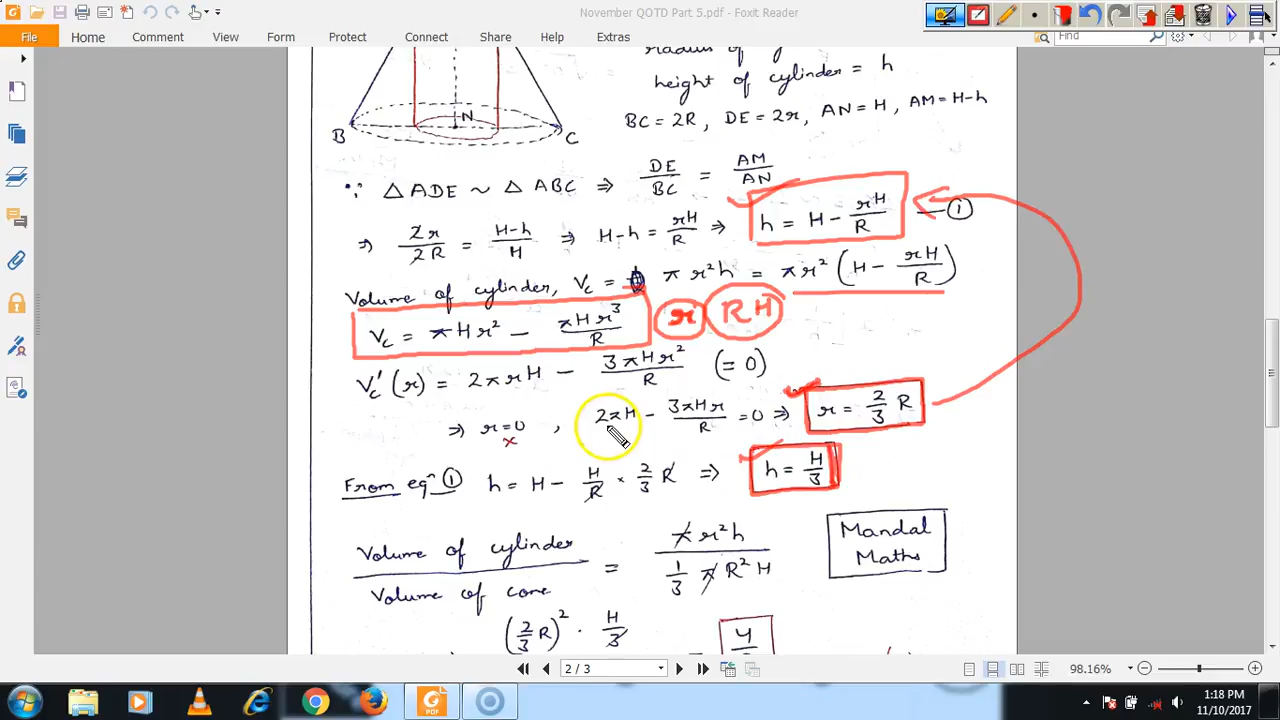 November QOTD Part 5.pdf - Foxit Reader
File Home Comment View Form Protect Connect Share Help Extras
Find
radius of
height of cylinder = h
BC = 2R, DE = 2r, AN = H, AM = H-h
N
B C
∵ △ADE ~ △ABC ⇒ DE/BC = AM/AN
⇒ 2r/2R = H-h/H ⇒ H-h = rH/R ⇒ h = H - rH/R —①
Volume of cylinder, Vc = πr²h = πr² (H - rH/R)
Vc = πHr² - πHr³/R r RH
Vc'(r) = 2πrH - 3πHr²/R (=0)
⇒ r=0 , 2πH - 3πHr/R = 0 ⇒ r = 2/3 R
x
From eqⁿ ① h = H - H/R × 2/3 R ⇒ h = H/3
Volume of cylinder / Volume of cone = πr²h / 1/3 πR²H
Mandal
Maths
(2/3 R)² · H/3
4
2 / 3
98.16%
PDF
1:18 PM
11/10/2017